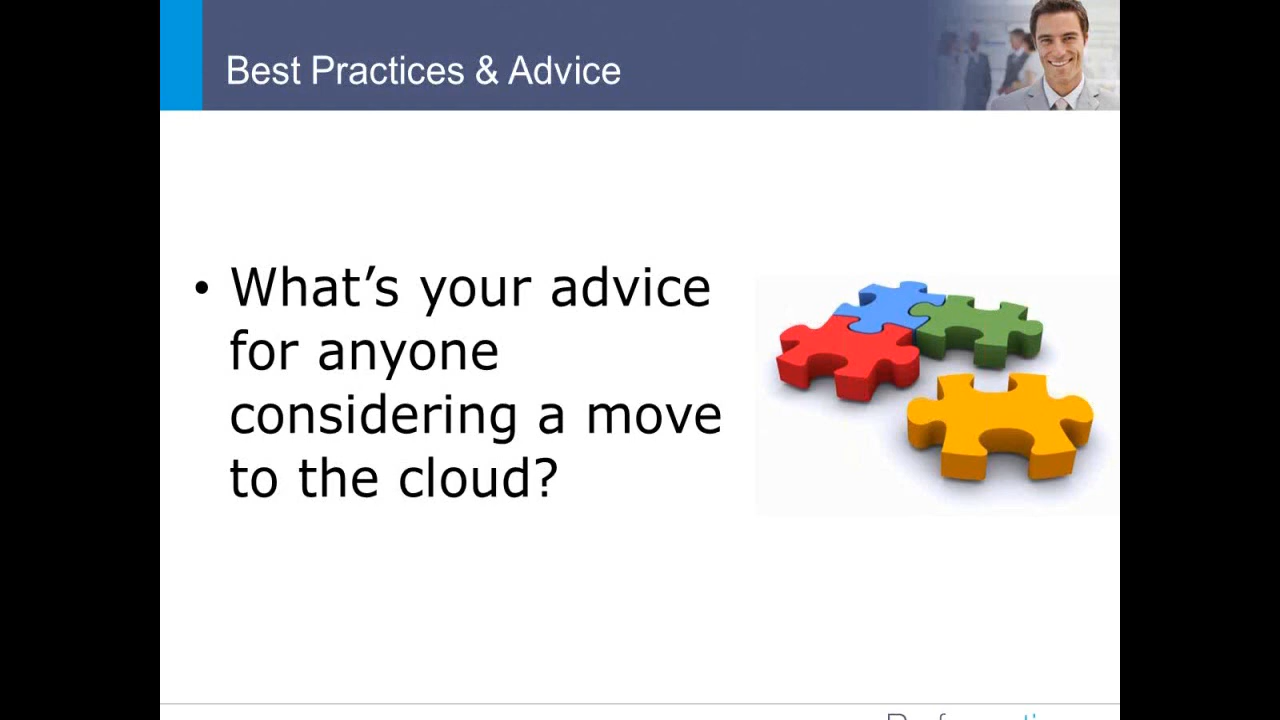 Best Practices & Advice
• What’s your advice
for anyone
considering a move
to the cloud?